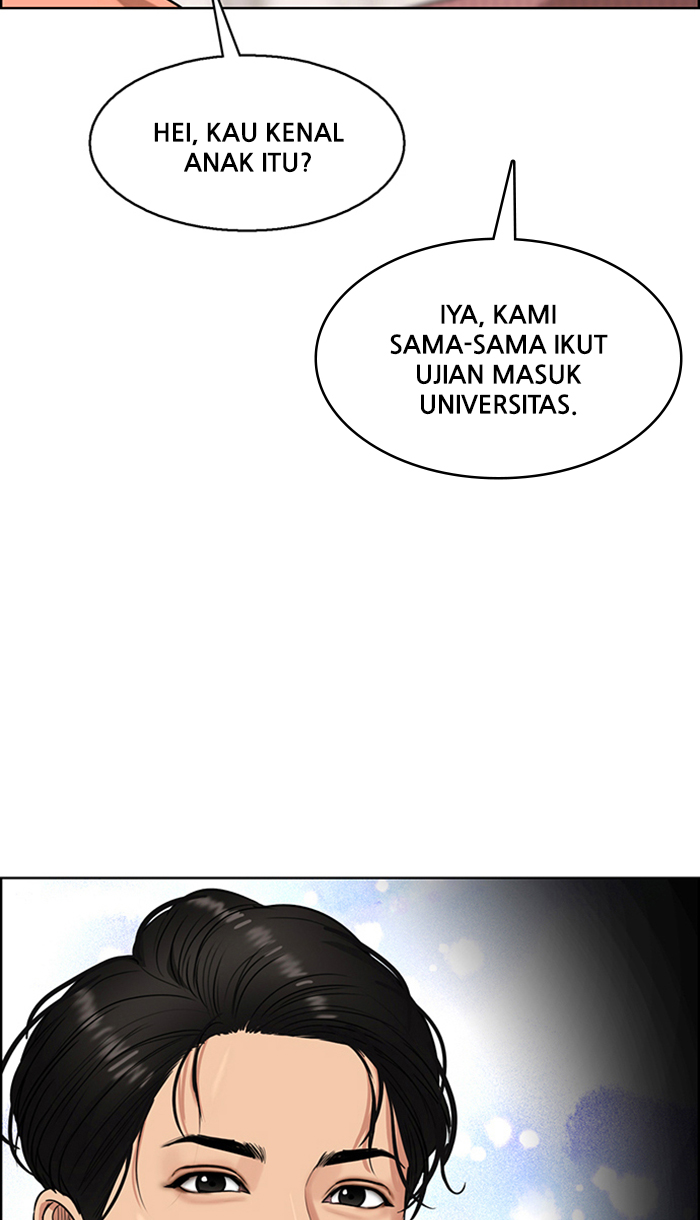 HEI, KAU KENAL
ANAK ITU?
IYA, KAMI
SAMA-SAMA IKUT
UJIAN MASUK
UNIVERSITAS.